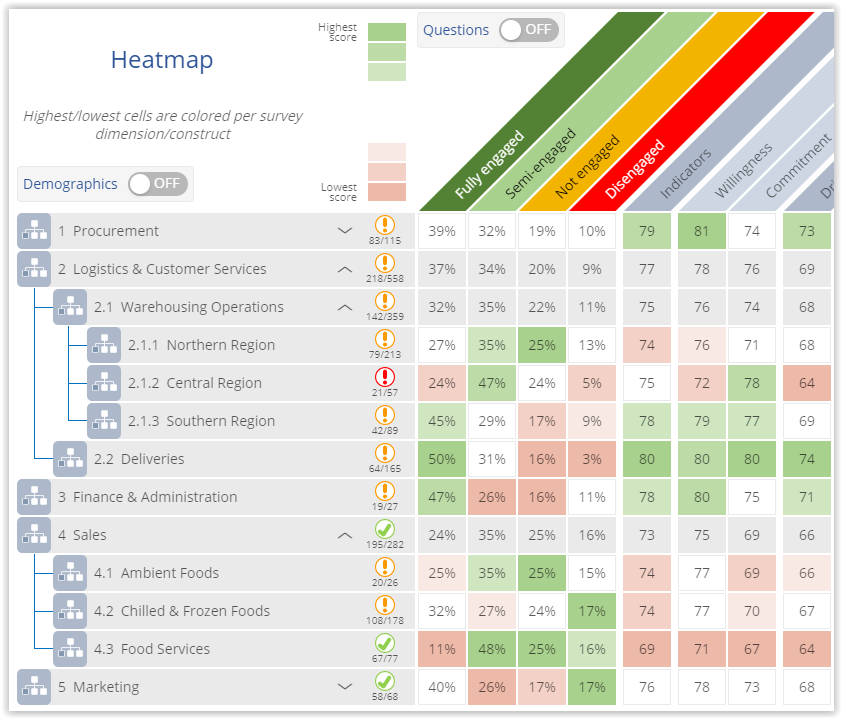 Highest
score
Questions OFF
Heatmap
Highest/lowest cells are colored per survey
dimension/construct
Demographics OFF
Lowest
score
Fully engaged
Semi-engaged
Not engaged
Disengaged
Indicators
Willingness
Commitment
1 Procurement 83/115 39% 32% 19% 10% 79 81 74 73
2 Logistics & Customer Services 218/558 37% 34% 20% 9% 77 78 76 69
2.1 Warehousing Operations 142/359 32% 35% 22% 11% 75 76 74 68
2.1.1 Northern Region 79/213 27% 35% 25% 13% 74 76 71 68
2.1.2 Central Region 21/57 24% 47% 24% 5% 75 72 78 64
2.1.3 Southern Region 42/89 45% 29% 17% 9% 78 79 77 69
2.2 Deliveries 64/165 50% 31% 16% 3% 80 80 80 74
3 Finance & Administration 19/27 47% 26% 16% 11% 78 80 75 71
4 Sales 195/282 24% 35% 25% 16% 73 75 69 66
4.1 Ambient Foods 20/26 25% 35% 25% 15% 74 77 69 66
4.2 Chilled & Frozen Foods 108/178 32% 27% 24% 17% 74 77 70 67
4.3 Food Services 67/77 11% 48% 25% 16% 69 71 67 64
5 Marketing 58/68 40% 26% 17% 17% 76 78 73 68